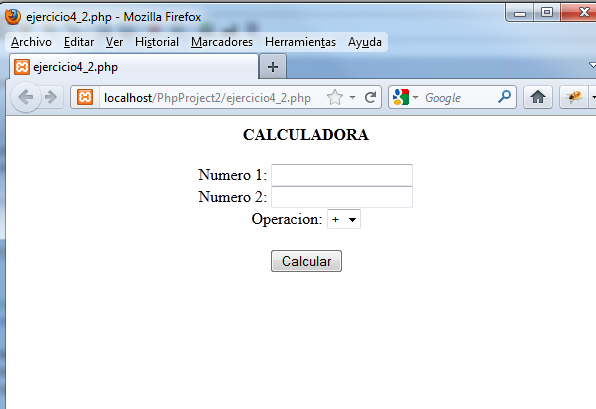 ejercicio4_2.php - Mozilla Firefox
Archivo Editar Ver Historial Marcadores Herramientas Ayuda
ejercicio4_2.php
localhost/PhpProject2/ejercicio4_2.php Google
CALCULADORA
Numero 1:
Numero 2:
Operacion: +
Calcular